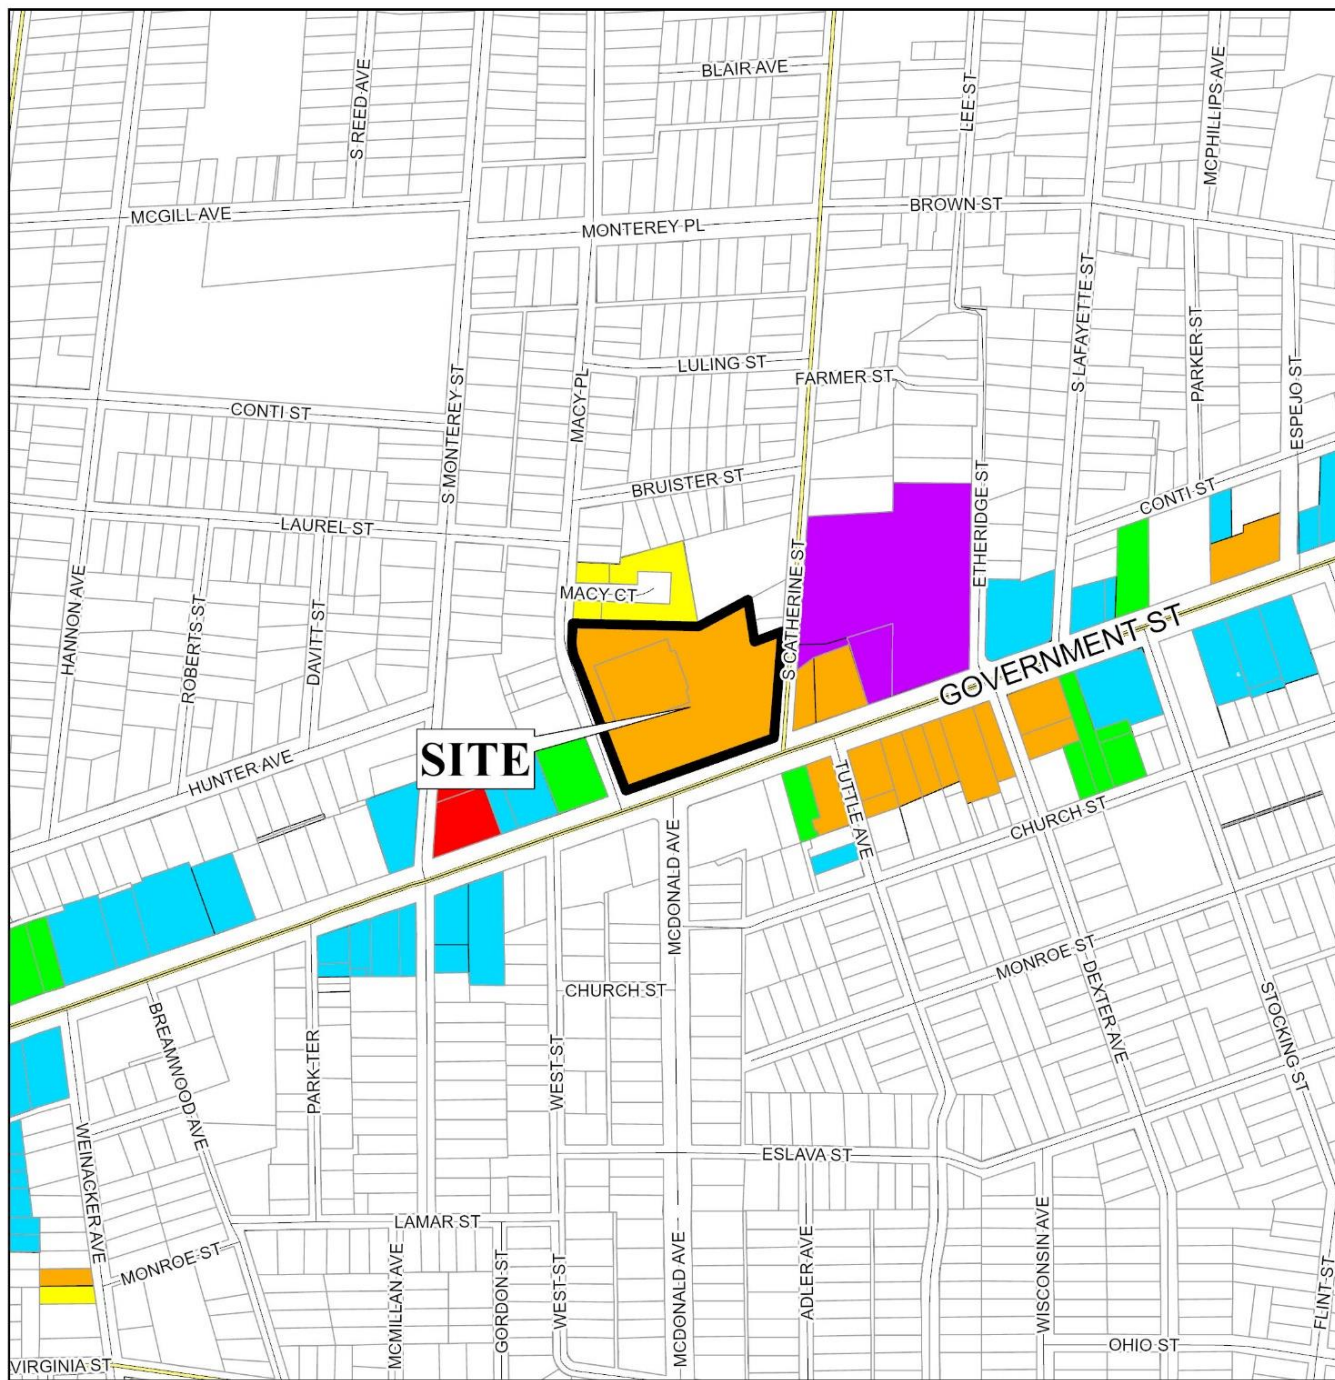 BLAIR AVE
S REED AVE
LEE ST
MCPHILLIPS AVE
MCGILL AVE
MONTEREY PL
BROWN ST
S LAFAYETTE ST
PARKER ST
ESPEJO ST
LULING ST
FARMER ST
CONTI ST
S MONTEREY ST
MACY PL
BRUISTER ST
CONTI ST
LAUREL ST
S CATHERINE ST
ETHERIDGE ST
HANNON AVE
ROBERTS ST
DAVITT ST
MACY CT
GOVERNMENT ST
SITE
HUNTER AVE
TUTTLE AVE
CHURCH ST
MCDONALD AVE
MONROE ST
CHURCH ST
BREAMWOOD AVE
PARK TER
WEST ST
DEXTER AVE
STOCKING ST
WEINACKER AVE
ESLAVA ST
LAMAR ST
MONROE ST
MCMILLAN AVE
GORDON ST
WEST ST
MCDONALD AVE
ADLER AVE
WISCONSIN AVE
FLINT ST
OHIO ST
VIRGINIA ST